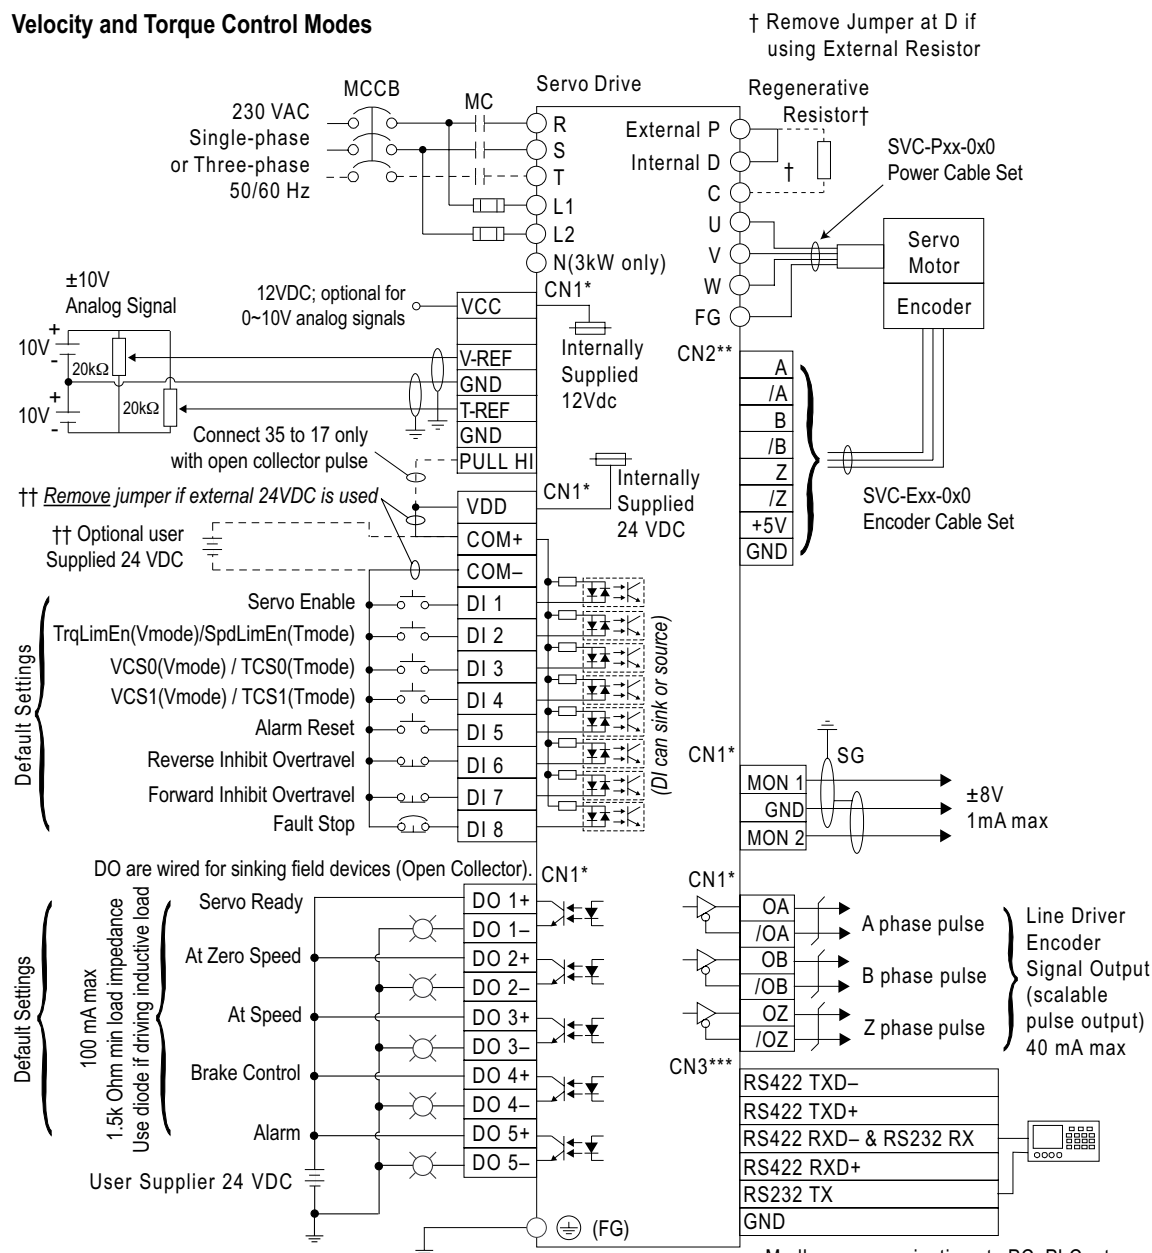 Velocity and Torque Control Modes
† Remove Jumper at D if
using External Resistor
MCCB
MC
Servo Drive
Regenerative
Resistor†
230 VAC
Single-phase
or Three-phase
50/60 Hz
R
S
T
L1
L2
N(3kW only)
External P
Internal D
C
U
V
W
FG
†
SVC-Pxx-0x0
Power Cable Set
Servo
Motor
Encoder
±10V
Analog Signal
12VDC; optional for
0~10V analog signals
CN1*
VCC
V-REF
GND
T-REF
GND
PULL HI
+
10V
-
20kΩ
+
10V
-
20kΩ
Internally
Supplied
12Vdc
Connect 35 to 17 only
with open collector pulse
†† Remove jumper if external 24VDC is used
†† Optional user
Supplied 24 VDC
CN1*
Internally
Supplied
24 VDC
VDD
COM+
COM–
CN2**
A
/A
B
/B
Z
/Z
+5V
GND
SVC-Exx-0x0
Encoder Cable Set
Default Settings
Servo Enable
DI 1
TrqLimEn(Vmode)/SpdLimEn(Tmode)
DI 2
VCS0(Vmode) / TCS0(Tmode)
DI 3
VCS1(Vmode) / TCS1(Tmode)
DI 4
Alarm Reset
DI 5
Reverse Inhibit Overtravel
DI 6
Forward Inhibit Overtravel
DI 7
Fault Stop
DI 8
(DI can sink or source)
CN1*
SG
MON 1
GND
MON 2
±8V
1mA max
DO are wired for sinking field devices (Open Collector).
CN1*
Default Settings
100 mA max
1.5k Ohm min load impedance
Use diode if driving inductive load
Servo Ready
DO 1+
DO 1–
At Zero Speed
DO 2+
DO 2–
At Speed
DO 3+
DO 3–
Brake Control
DO 4+
DO 4–
Alarm
DO 5+
DO 5–
User Supplier 24 VDC
(FG)
CN1*
OA
/OA
OB
/OB
OZ
/OZ
A phase pulse
B phase pulse
Z phase pulse
Line Driver
Encoder
Signal Output
(scalable
pulse output)
40 mA max
CN3***
RS422 TXD–
RS422 TXD+
RS422 RXD– & RS232 RX
RS422 RXD+
RS232 TX
GND